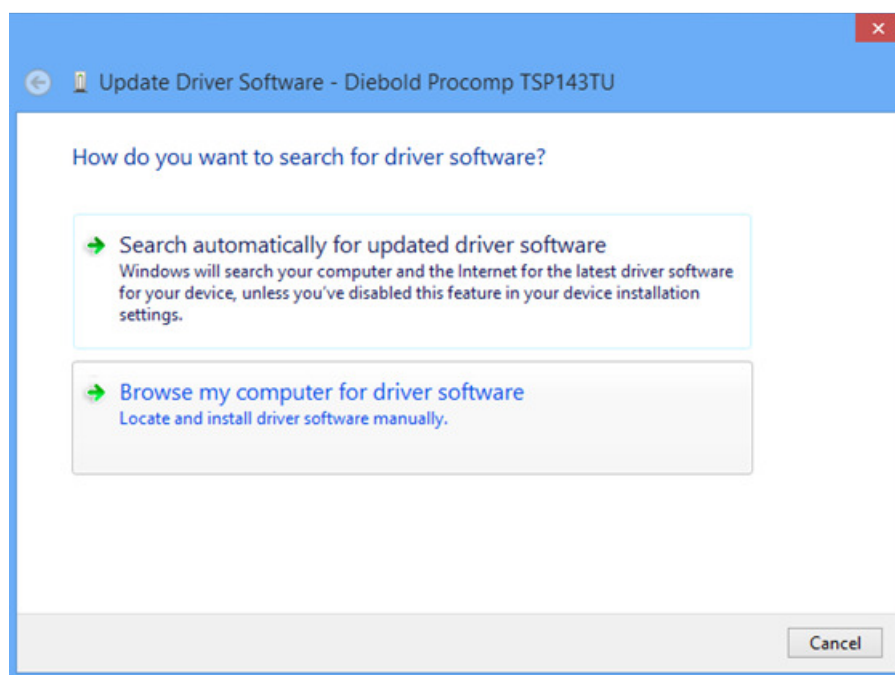 Update Driver Software - Diebold Procomp TSP143TU
How do you want to search for driver software?
Search automatically for updated driver software
Windows will search your computer and the Internet for the latest driver software
for your device, unless you've disabled this feature in your device installation
settings.
Browse my computer for driver software
Locate and install driver software manually.
Cancel